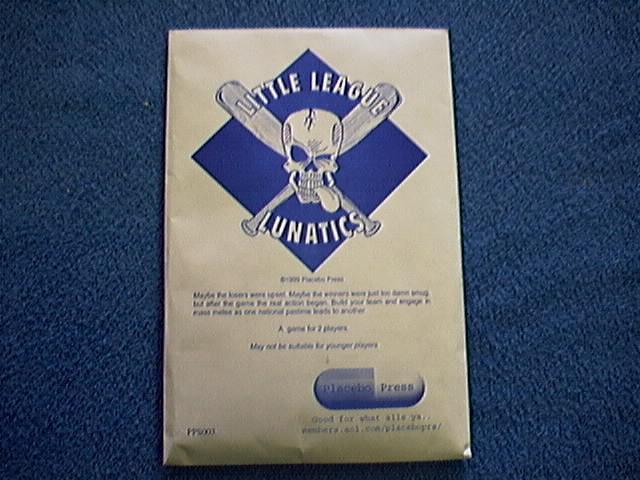 LITTLE LEAGUE
LUNATICS
©1999 Placebo Press
Maybe the losers were upset. Maybe the winners were just too damn smug,
but after the game the real action began. Build your team and engage in
mass melee as one national pastime leads to another.
A game for 2 players.
May not be suitable for younger players
Placebo Press
Good for what ails ya..
members.aol.com/placeboprs/
PPS003